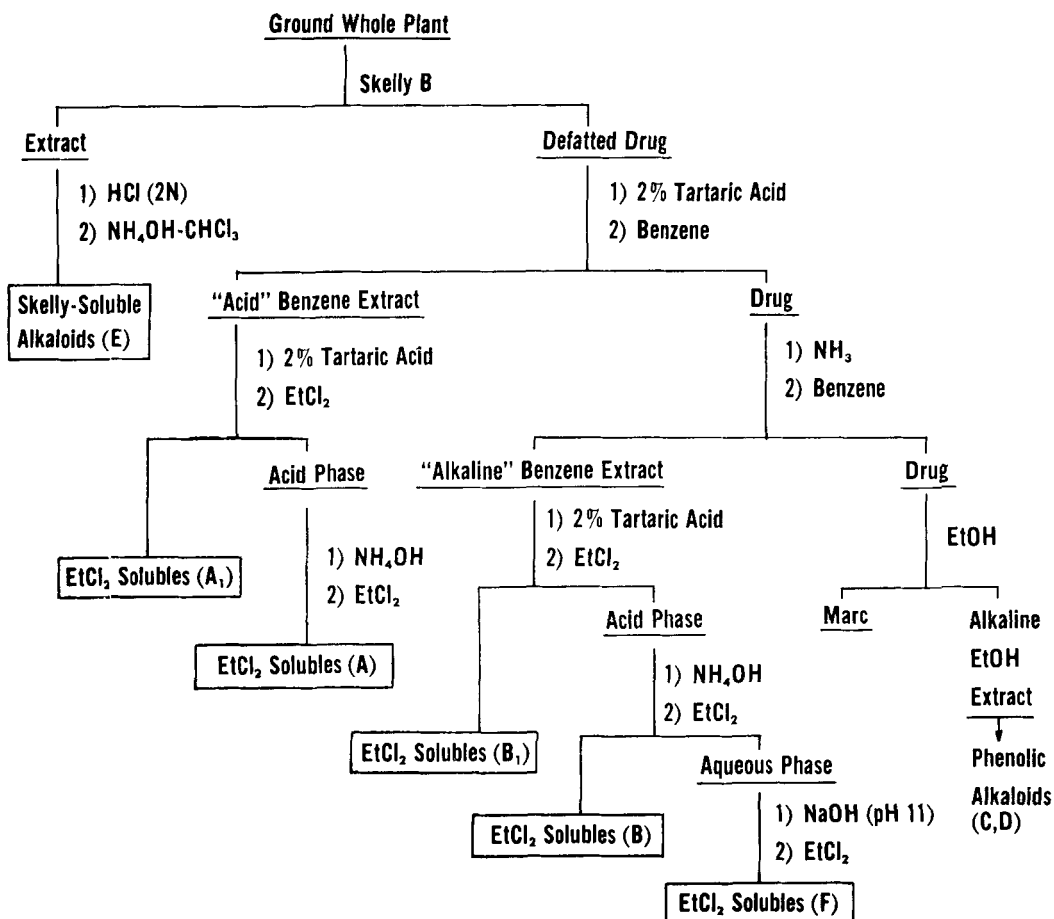 Ground Whole Plant
Skelly B
Extract
Defatted Drug
1) HCl (2N)
2) NH₄OH-CHCl₃
1) 2% Tartaric Acid
2) Benzene
Skelly-Soluble
Alkaloids (E)
"Acid" Benzene Extract
Drug
1) 2% Tartaric Acid
2) EtCl₂
1) NH₃
2) Benzene
Acid Phase
"Alkaline" Benzene Extract
Drug
EtCl₂ Solubles (A₁)
1) NH₄OH
2) EtCl₂
1) 2% Tartaric Acid
2) EtCl₂
EtOH
EtCl₂ Solubles (A)
Acid Phase
Marc
Alkaline
EtOH
Extract
1) NH₄OH
2) EtCl₂
EtCl₂ Solubles (B₁)
Aqueous Phase
Phenolic
Alkaloids
(C,D)
EtCl₂ Solubles (B)
1) NaOH (pH 11)
2) EtCl₂
EtCl₂ Solubles (F)